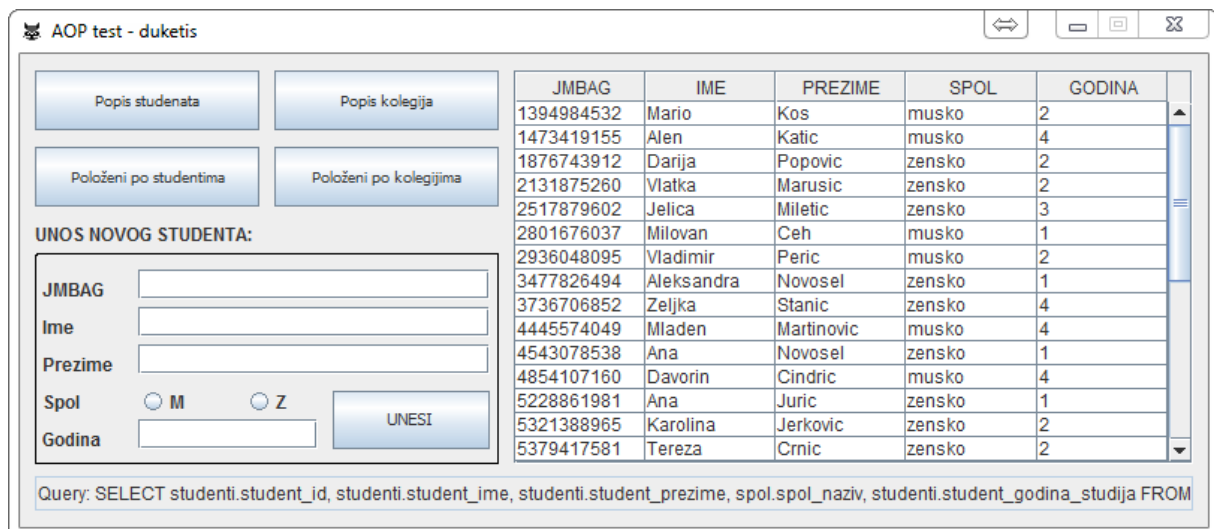 AOP test - duketis
Popis studenata
Popis kolegija
Položeni po studentima
Položeni po kolegijima
UNOS NOVOG STUDENTA:
JMBAG
Ime
Prezime
Spol M Z
Godina
UNESI
JMBAG IME PREZIME SPOL GODINA
1394984532 Mario Kos musko 2
1473419155 Alen Katic musko 4
1876743912 Darija Popovic zensko 2
2131875260 Vlatka Marusic zensko 2
2517879602 Jelica Miletic zensko 3
2801676037 Milovan Ceh musko 1
2936048095 Vladimir Peric musko 2
3477826494 Aleksandra Novosel zensko 1
3736706852 Zeljka Stanic zensko 4
4445574049 Mladen Martinovic musko 4
4543078538 Ana Novosel zensko 1
4854107160 Davorin Cindric musko 4
5228861981 Ana Juric zensko 1
5321388965 Karolina Jerkovic zensko 2
5379417581 Tereza Crnic zensko 2
Query: SELECT studenti.student_id, studenti.student_ime, studenti.student_prezime, spol.spol_naziv, studenti.student_godina_studija FROM